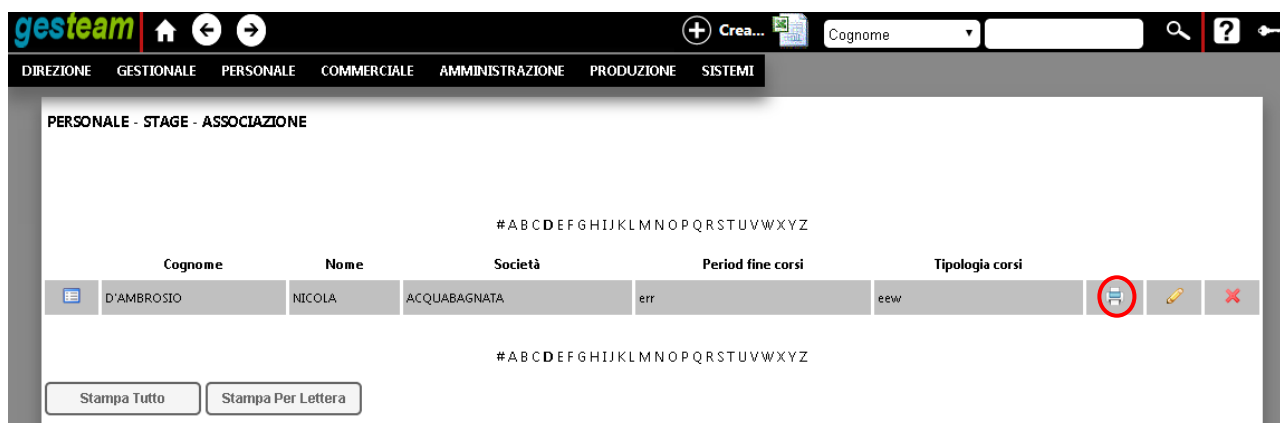 gesteam Crea... Cognome ?
DIREZIONE GESTIONALE PERSONALE COMMERCIALE AMMINISTRAZIONE PRODUZIONE SISTEMI
PERSONALE - STAGE - ASSOCIAZIONE
# A B C D E F G H I J K L M N O P Q R S T U V W X Y Z
Cognome Nome Società Period fine corsi Tipologia corsi
D'AMBROSIO NICOLA ACQUABAGNATA err eew
# A B C D E F G H I J K L M N O P Q R S T U V W X Y Z
Stampa Tutto Stampa Per Lettera